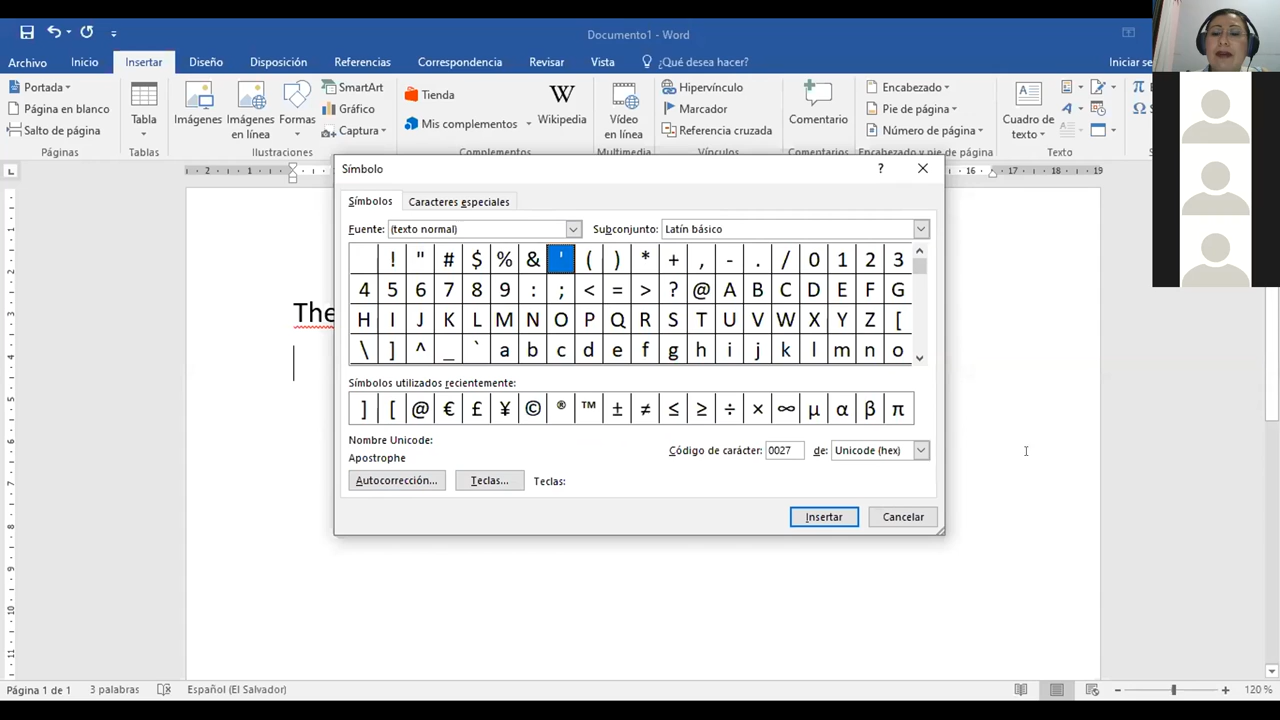 Documento1 - Word
Archivo Inicio Insertar Diseño Disposición Referencias Correspondencia Revisar Vista ¿Qué desea hacer? Iniciar se
Portada
Página en blanco
Salto de página
Páginas
Tabla
Tablas
Imágenes
Imágenes en línea
Formas
SmartArt
Gráfico
Captura
Ilustraciones
Tienda
Mis complementos
Wikipedia
Complementos
Vídeo en línea
Multimedia
Hipervínculo
Marcador
Referencia cruzada
Vínculos
Comentario
Comentarios
Encabezado
Pie de página
Número de página
Encabezado y pie de página
Cuadro de texto
Texto
The
Símbolo ?
Símbolos Caracteres especiales
Fuente: (texto normal) Subconjunto: Latín básico
! " # $ % & ' ( ) * + , - . / 0 1 2 3
4 5 6 7 8 9 : ; < = > ? @ A B C D E F G
H I J K L M N O P Q R S T U V W X Y Z [
\ ] ^ _ ` a b c d e f g h i j k l m n o
Símbolos utilizados recientemente:
] [ @ € £ ¥ © ® ™ ± ≠ ≤ ≥ ÷ × ∞ µ α β π
Nombre Unicode:
Apostrophe
Código de carácter: 0027 de: Unicode (hex)
Autocorrección... Teclas... Teclas:
Insertar Cancelar
Página 1 de 1 3 palabras Español (El Salvador) 120 %